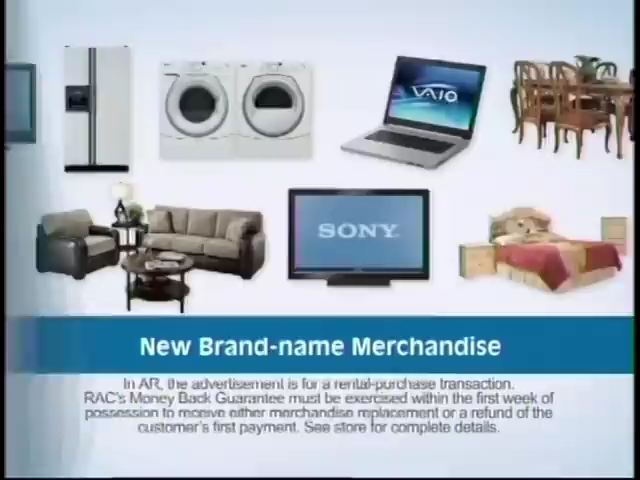 VAIO
SONY
New Brand-name Merchandise
In AR, the advertisement is for a rental-purchase transaction.
RAC's Money Back Guarantee must be exercised within the first week of
possession to receive either merchandise replacement or a refund of the
customer's first payment. See store for complete details.